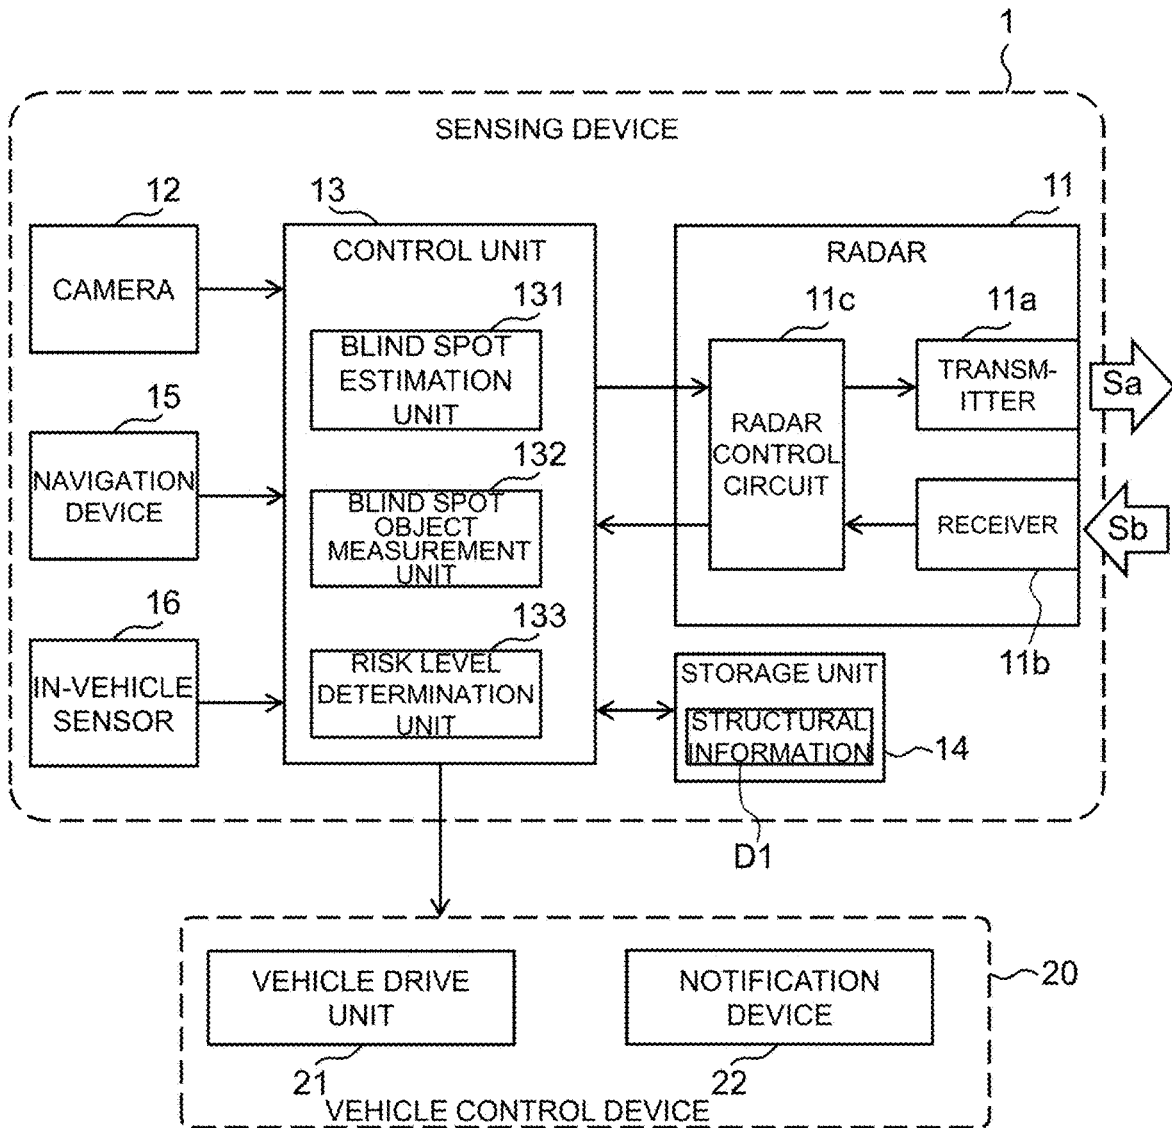 1
SENSING DEVICE
12
CAMERA
15
NAVIGATION
DEVICE
16
IN-VEHICLE
SENSOR
13
CONTROL UNIT
131
BLIND SPOT
ESTIMATION
UNIT
132
BLIND SPOT
OBJECT
MEASUREMENT
UNIT
133
RISK LEVEL
DETERMINATION
UNIT
11
RADAR
11c
RADAR
CONTROL
CIRCUIT
11a
TRANSM-
ITTER
Sa
RECEIVER
Sb
11b
STORAGE UNIT
STRUCTURAL
INFORMATION
14
D1
VEHICLE DRIVE
UNIT
21
NOTIFICATION
DEVICE
22
20
VEHICLE CONTROL DEVICE